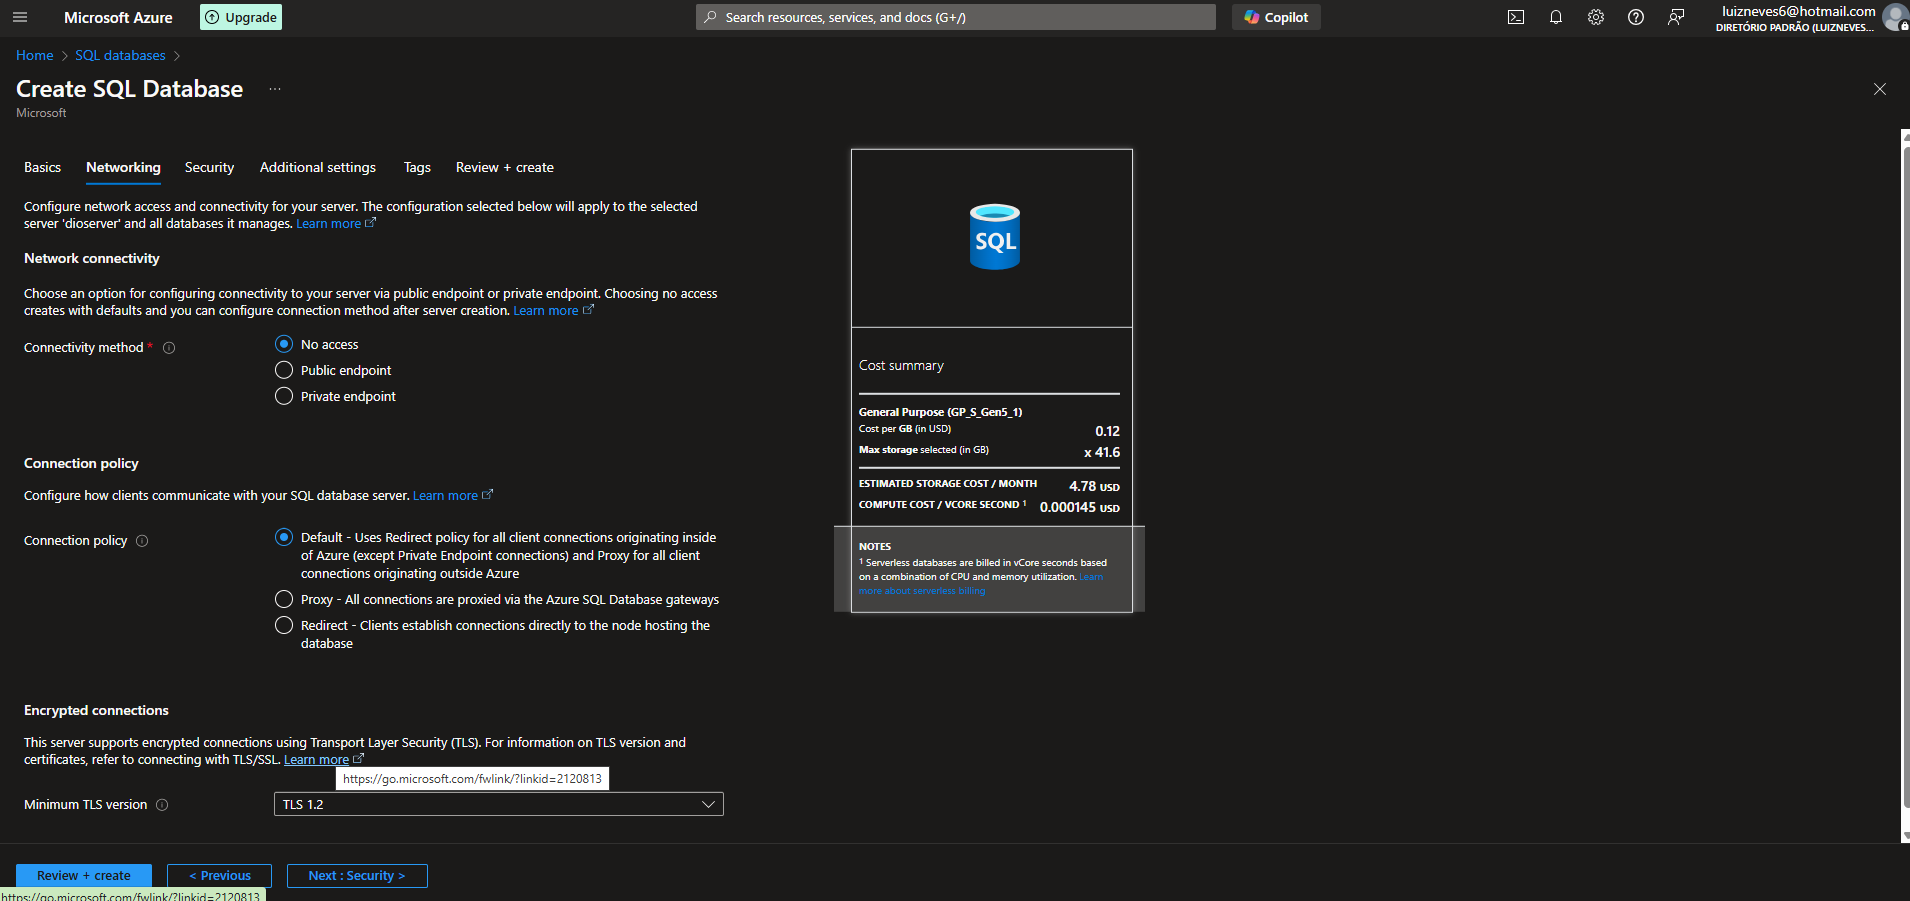 Microsoft Azure
Upgrade
Search resources, services, and docs (G+/)
Copilot
luizneves6@hotmail.com
DIRETÓRIO PADRÃO (LUIZNEVES...
Home > SQL databases >
Create SQL Database ...
Microsoft
Basics Networking Security Additional settings Tags Review + create
Configure network access and connectivity for your server. The configuration selected below will apply to the selected
server 'dioserver' and all databases it manages. Learn more
Network connectivity
Choose an option for configuring connectivity to your server via public endpoint or private endpoint. Choosing no access
creates with defaults and you can configure connection method after server creation. Learn more
Connectivity method *
No access
Public endpoint
Private endpoint
Connection policy
Configure how clients communicate with your SQL database server. Learn more
Connection policy
Default - Uses Redirect policy for all client connections originating inside
of Azure (except Private Endpoint connections) and Proxy for all client
connections originating outside Azure
Proxy - All connections are proxied via the Azure SQL Database gateways
Redirect - Clients establish connections directly to the node hosting the
database
Encrypted connections
This server supports encrypted connections using Transport Layer Security (TLS). For information on TLS version and
certificates, refer to connecting with TLS/SSL. Learn more
https://go.microsoft.com/fwlink/?linkid=2120813
Minimum TLS version
TLS 1.2
SQL
Cost summary
General Purpose (GP_S_Gen5_1)
Cost per GB (in USD) 0.12
Max storage selected (in GB) x 41.6
ESTIMATED STORAGE COST / MONTH 4.78 USD
COMPUTE COST / VCORE SECOND 1 0.000145 USD
NOTES
1 Serverless databases are billed in vCore seconds based
on a combination of CPU and memory utilization. Learn
more about serverless billing
Review + create
< Previous
Next : Security >
https://go.microsoft.com/fwlink/?linkid=2120813